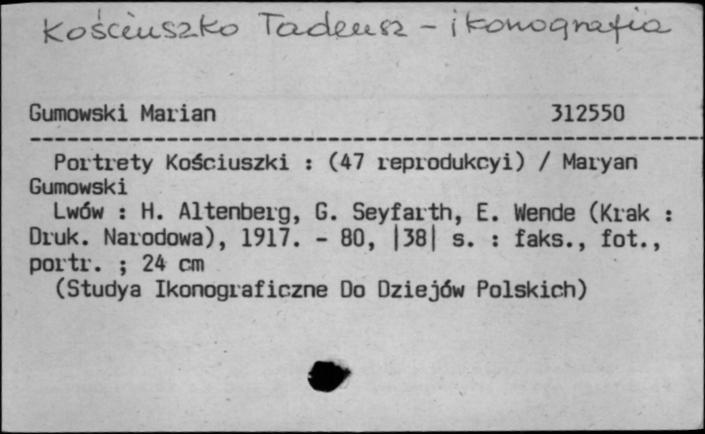 Kościuszko Tadeusz - ikonografia
Gumowski Marian 312550
Portrety Kościuszki : (47 reprodukcyi) / Maryan
Gumowski
Lwów : H. Altenberg, G. Seyfarth, E. Wende (Krak :
Druk. Narodowa), 1917. - 80, |38| s. : faks., fot.,
portr. ; 24 cm
(Studya Ikonograficzne Do Dziejów Polskich)